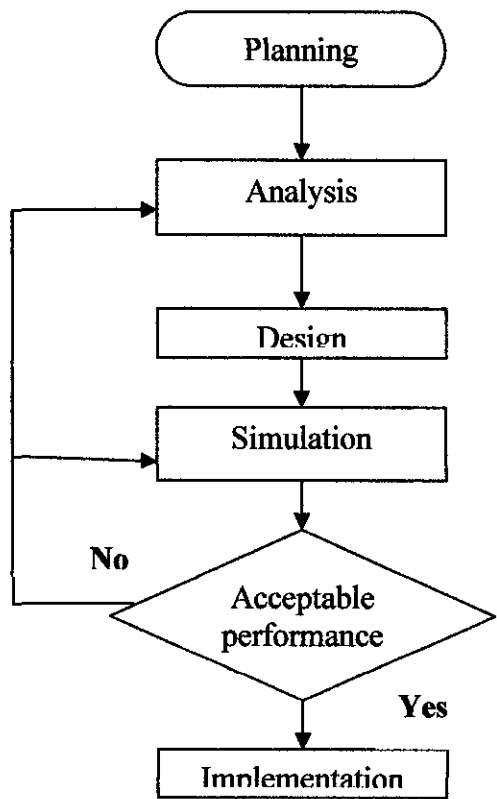 Planning
Analysis
Design
Simulation
No
Acceptable
performance
Yes
Implementation